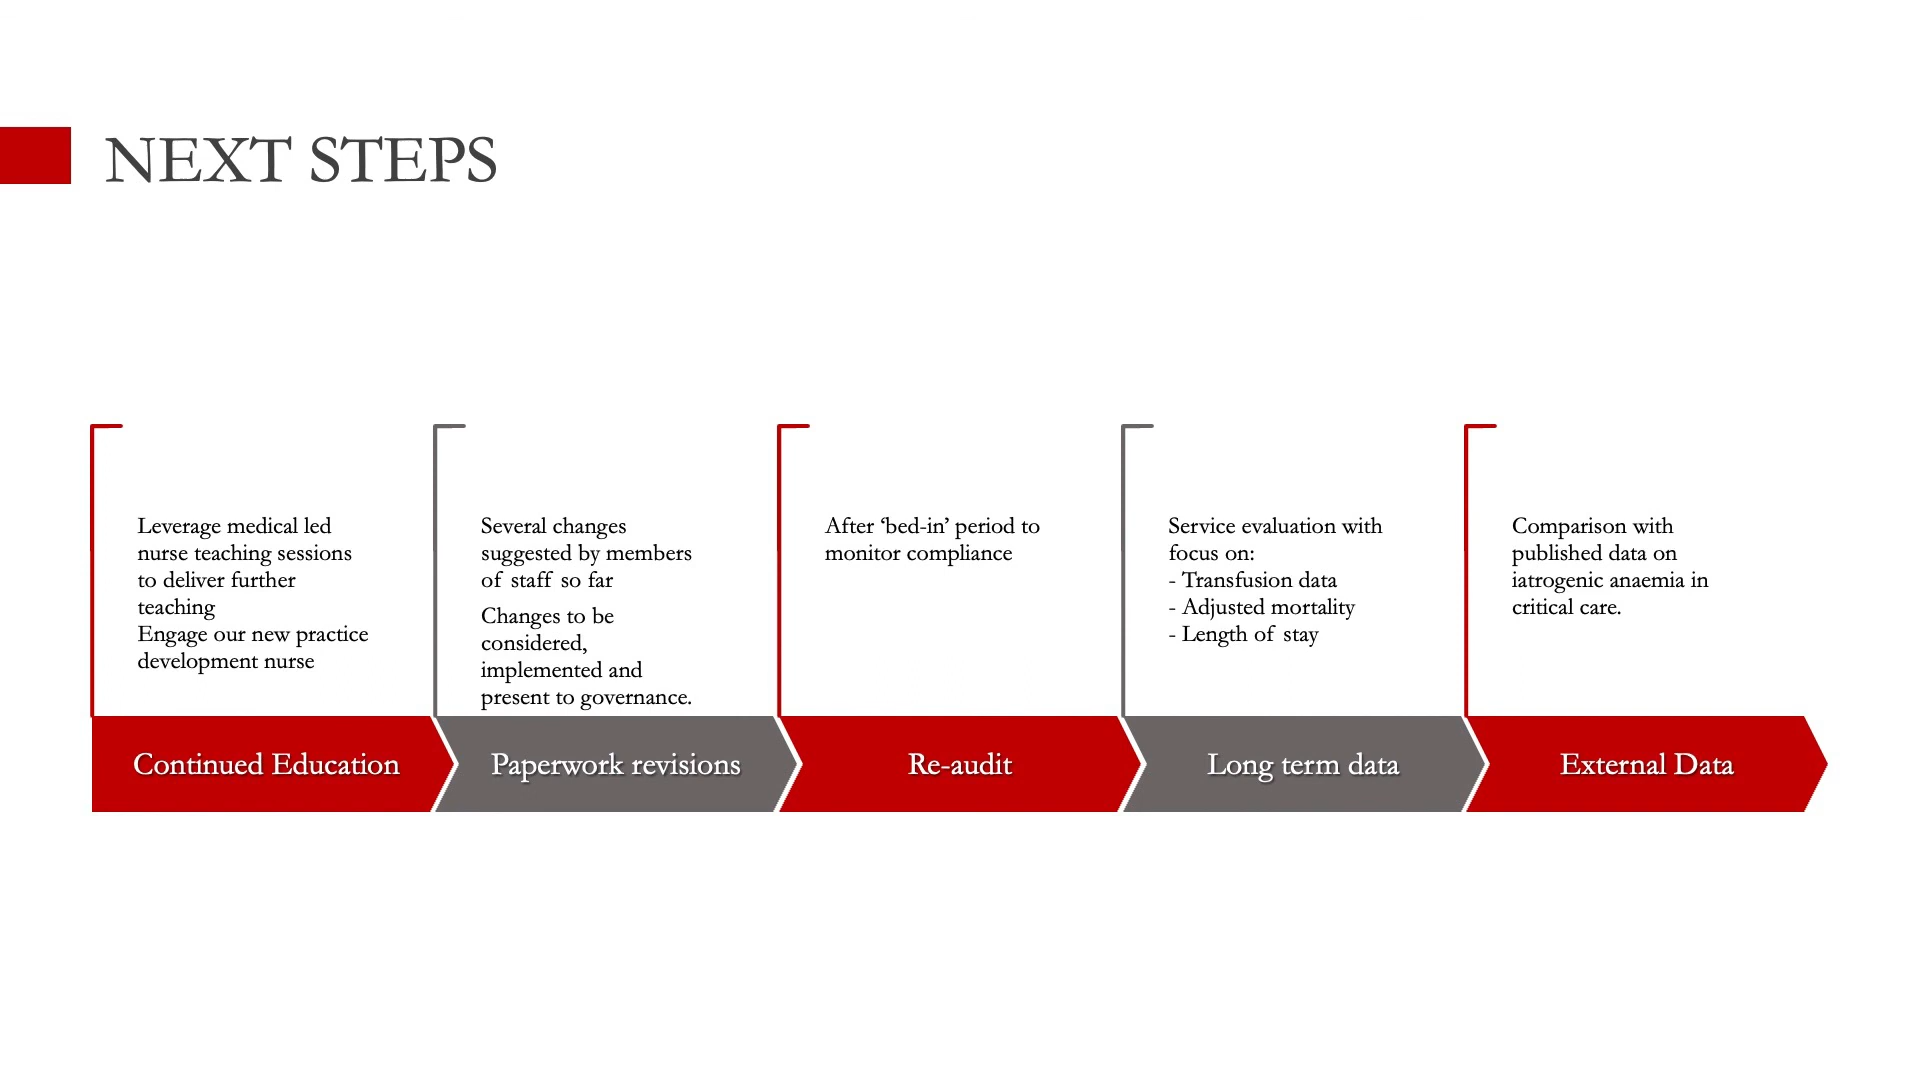 NEXT STEPS
Leverage medical led
nurse teaching sessions
to deliver further
teaching
Engage our new practice
development nurse
Continued Education
Several changes
suggested by members
of staff so far
Changes to be
considered,
implemented and
present to governance.
Paperwork revisions
After ‘bed-in’ period to
monitor compliance
Re-audit
Service evaluation with
focus on:
- Transfusion data
- Adjusted mortality
- Length of stay
Long term data
Comparison with
published data on
iatrogenic anaemia in
critical care.
External Data